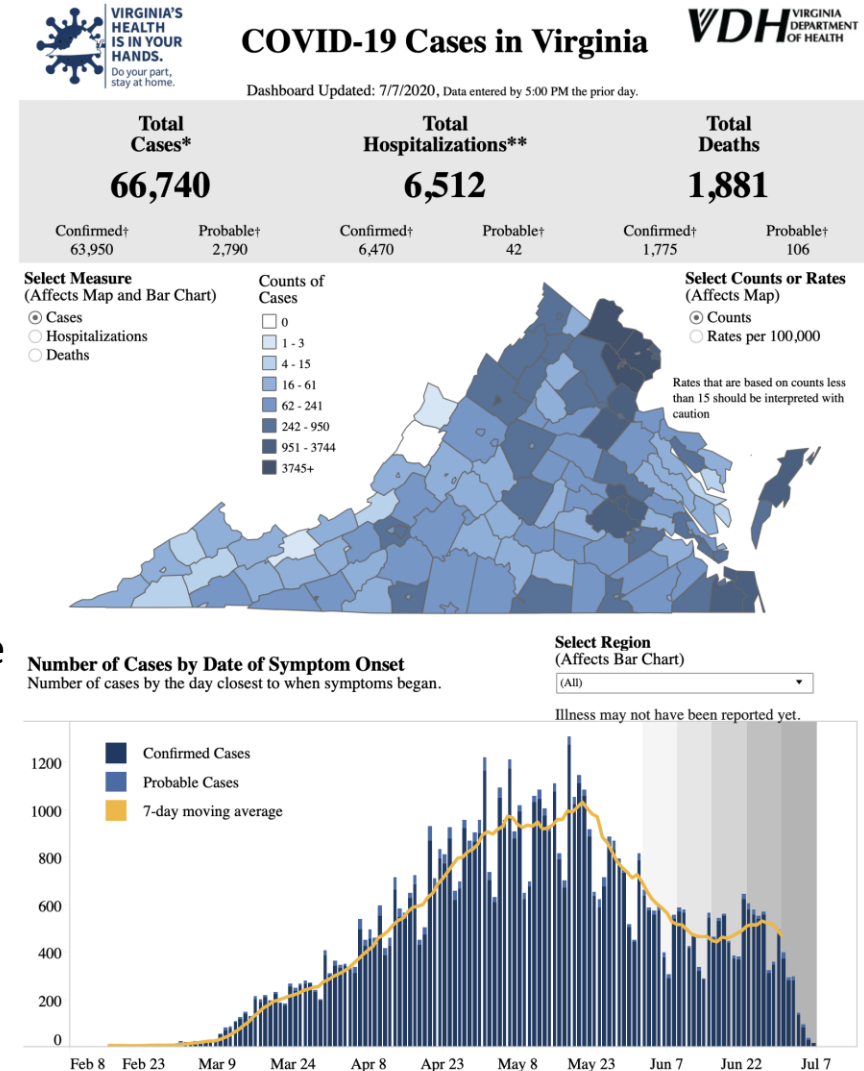 VIRGINIA'S
HEALTH
IS IN YOUR
HANDS.
Do your part,
stay at home.
COVID-19 Cases in Virginia
VDH VIRGINIA
DEPARTMENT
OF HEALTH
Dashboard Updated: 7/7/2020, Data entered by 5:00 PM the prior day.
Total
Cases*
66,740
Confirmed† Probable†
63,950 2,790
Total
Hospitalizations**
6,512
Confirmed† Probable†
6,470 42
Total
Deaths
1,881
Confirmed† Probable†
1,775 106
Select Measure
(Affects Map and Bar Chart)
Cases
Hospitalizations
Deaths
Counts of
Cases
0
1 - 3
4 - 15
16 - 61
62 - 241
242 - 950
951 - 3744
3745+
Select Counts or Rates
(Affects Map)
Counts
Rates per 100,000
Rates that are based on counts less
than 15 should be interpreted with
caution
e
Number of Cases by Date of Symptom Onset
Number of cases by the day closest to when symptoms began.
Select Region
(Affects Bar Chart)
(All)
Illness may not have been reported yet.
Confirmed Cases
Probable Cases
7-day moving average
1200
1000
800
600
400
200
0
Feb 8 Feb 23 Mar 9 Mar 24 Apr 8 Apr 23 May 8 May 23 Jun 7 Jun 22 Jul 7